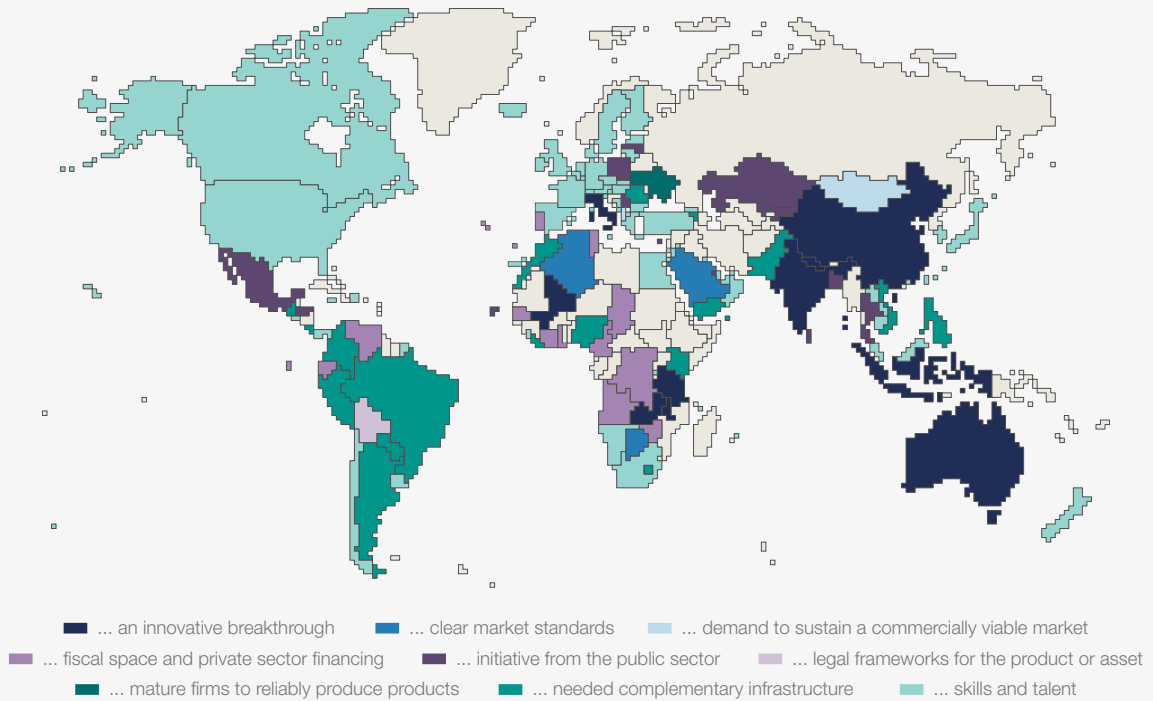 ... an innovative breakthrough ... clear market standards ... demand to sustain a commercially viable market
... fiscal space and private sector financing ... initiative from the public sector ... legal frameworks for the product or asset
... mature firms to reliably produce products ... needed complementary infrastructure ... skills and talent